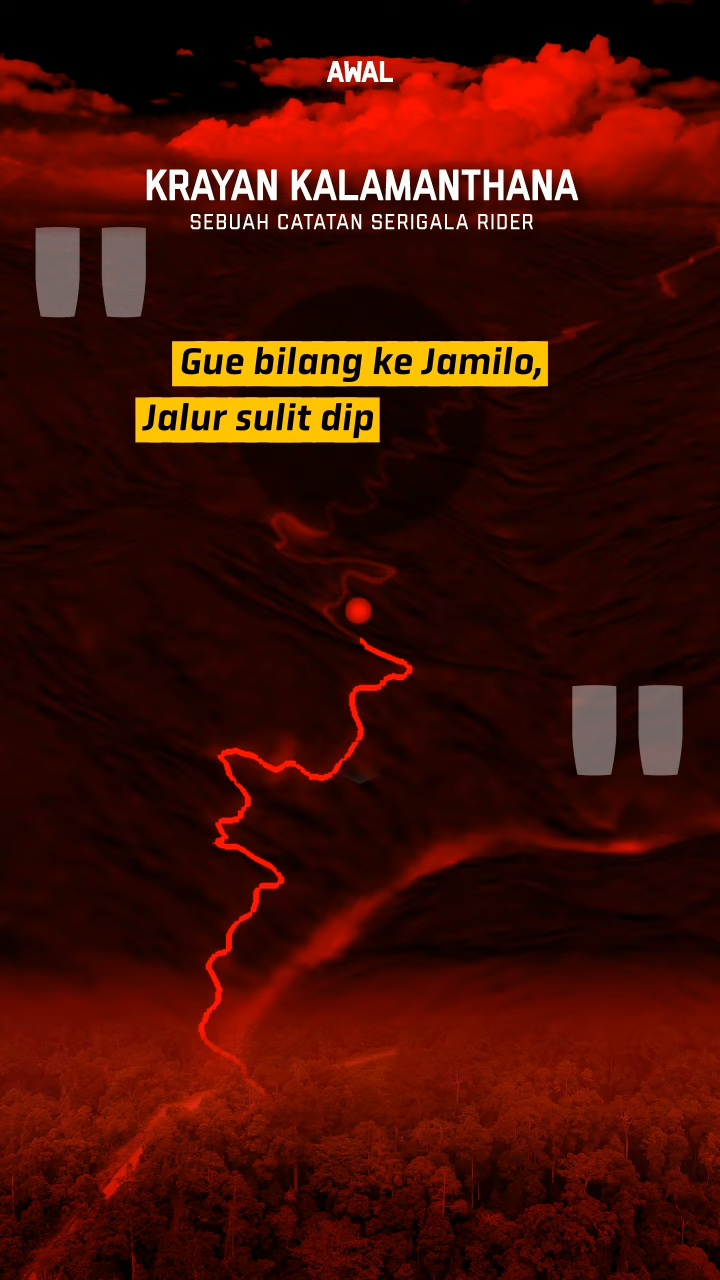 AWAL
KRAYAN KALAMANTHANA
SEBUAH CATATAN SERIGALA RIDER
"
Gue bilang ke Jamilo,
Jalur sulit dip
"